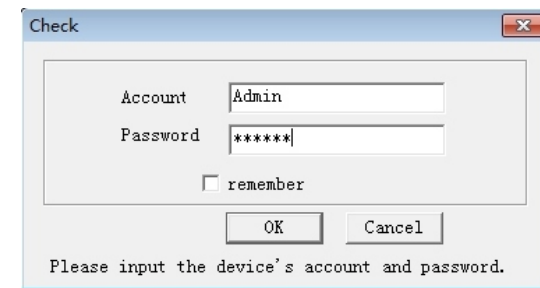 Check
Account Admin
Password ******
remember
OK Cancel
Please input the device's account and password.